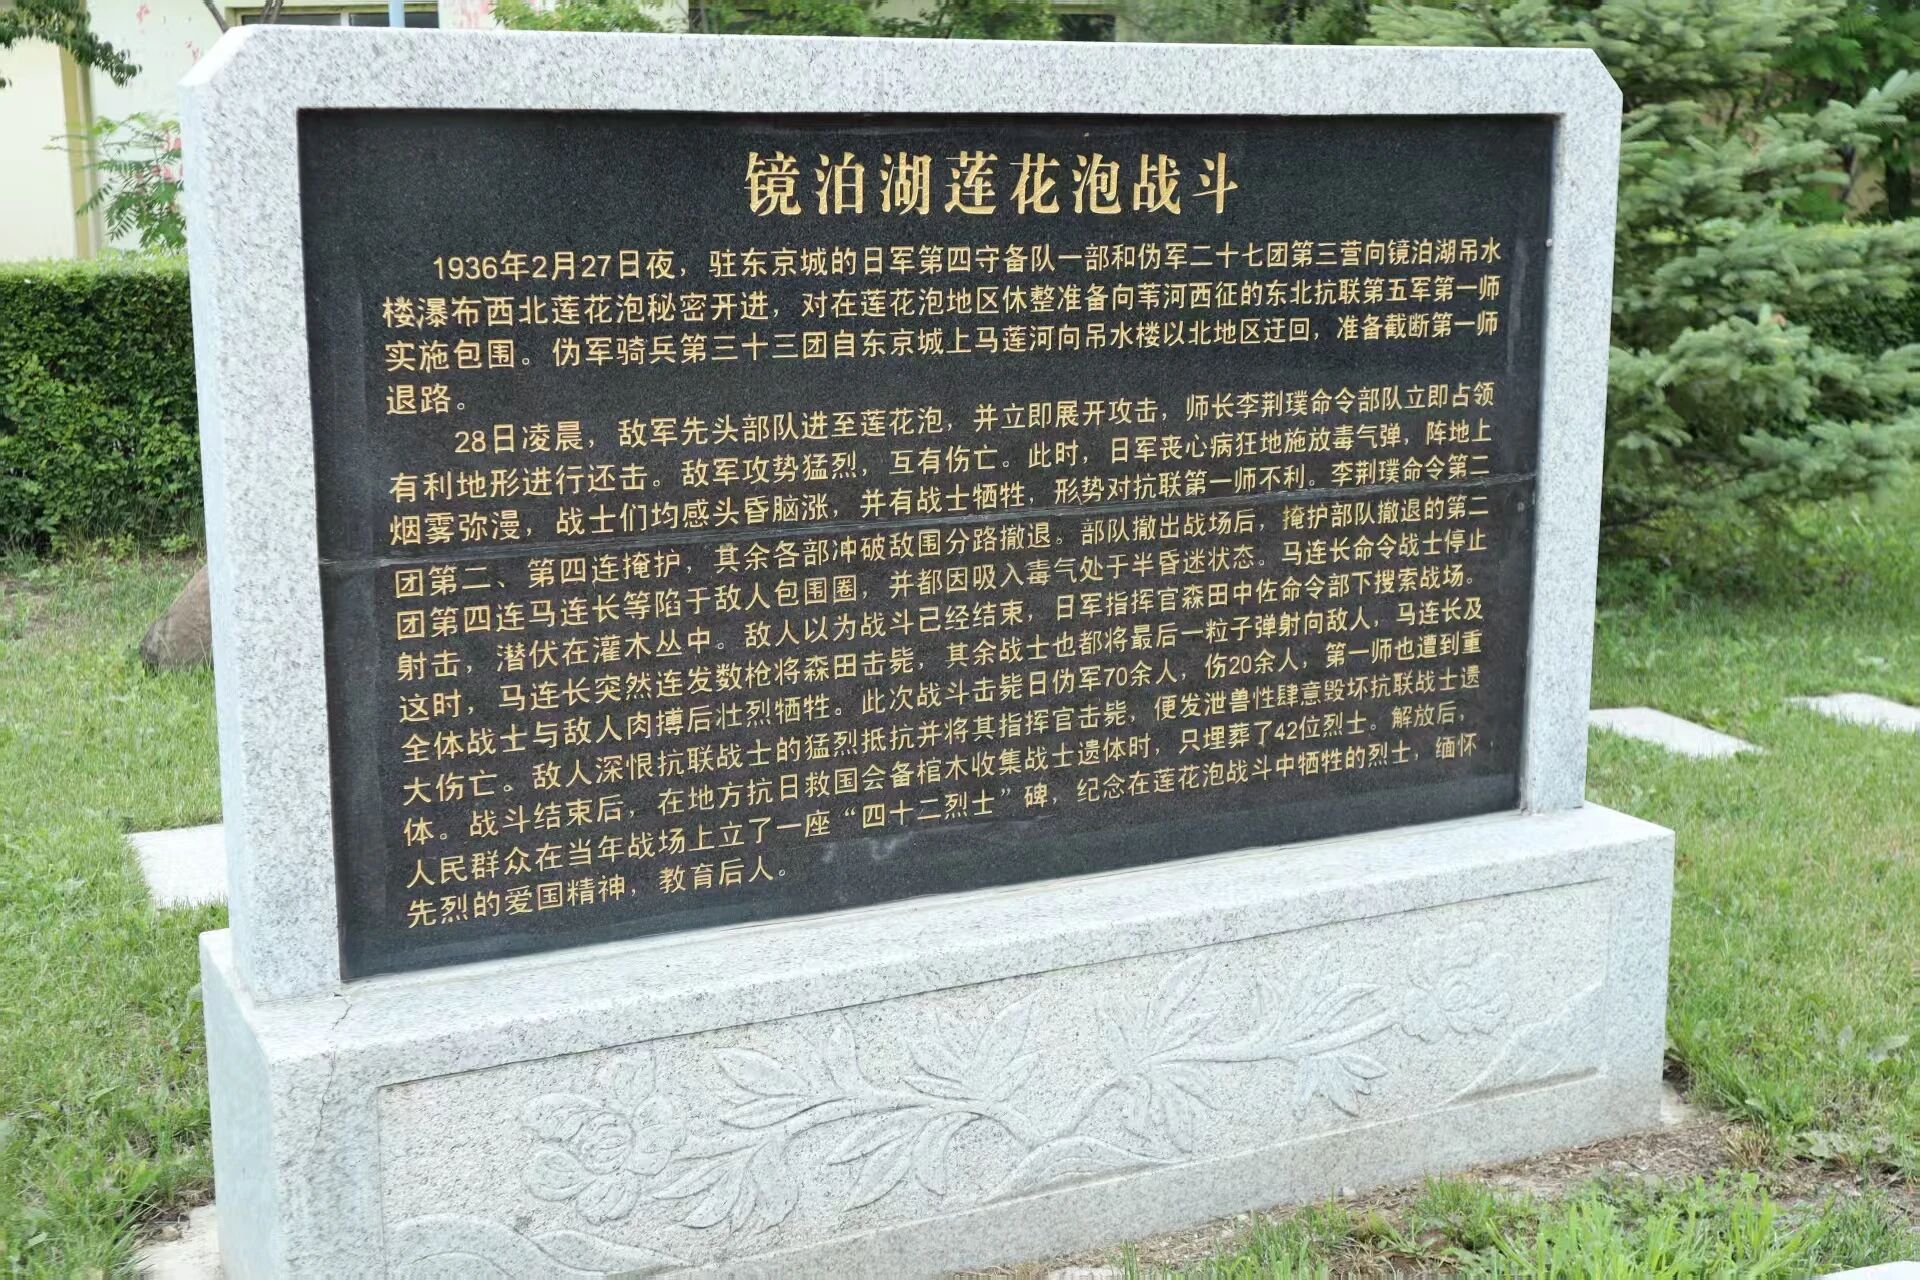 镜泊湖莲花泡战斗
1936年2月27日夜，驻东京城的日军第四守备队一部和伪军二十七团第三营向镜泊湖吊水
楼瀑布西北莲花泡秘密开进，对在莲花泡地区休整准备向苇河西征的东北抗联第五军第一师
实施包围。伪军骑兵第三十三团自东京城上马莲河向吊水楼以北地区迂回，准备截断第一师
退路。
28日凌晨，敌军先头部队进至莲花泡，并立即展开攻击，师长李荆璞命令部队立即占领
有利地形进行还击。敌军攻势猛烈，互有伤亡。此时，日军丧心病狂地施放毒气弹，阵地上
烟雾弥漫，战士们均感头昏脑涨，并有战士牺牲，形势对抗联第一师不利。李荆璞命令第二
团第二、第四连掩护，其余各部冲破敌围分路撤退。部队撤出战场后，掩护部队撤退的第二
团第四连马连长等陷于敌人包围圈，并都因吸入毒气处于半昏迷状态。马连长命令战士停止
射击，潜伏在灌木丛中。敌人以为战斗已经结束，日军指挥官森田中佐命令部下搜索战场。
这时，马连长突然连发数枪将森田击毙，其余战士也都将最后一粒子弹射向敌人，马连长及
全体战士与敌人肉搏后壮烈牺牲。此次战斗击毙日伪军70余人，伤20余人，第一师也遭到重
大伤亡。敌人深恨抗联战士的猛烈抵抗并将其指挥官击毙，便发泄兽性肆意毁坏抗联战士遗
体。战斗结束后，在地方抗日救国会备棺木收集战士遗体时，只埋葬了42位烈士。解放后，
人民群众在当年战场上立了一座“四十二烈士”碑，纪念在莲花泡战斗中牺牲的烈士，缅怀
先烈的爱国精神，教育后人。